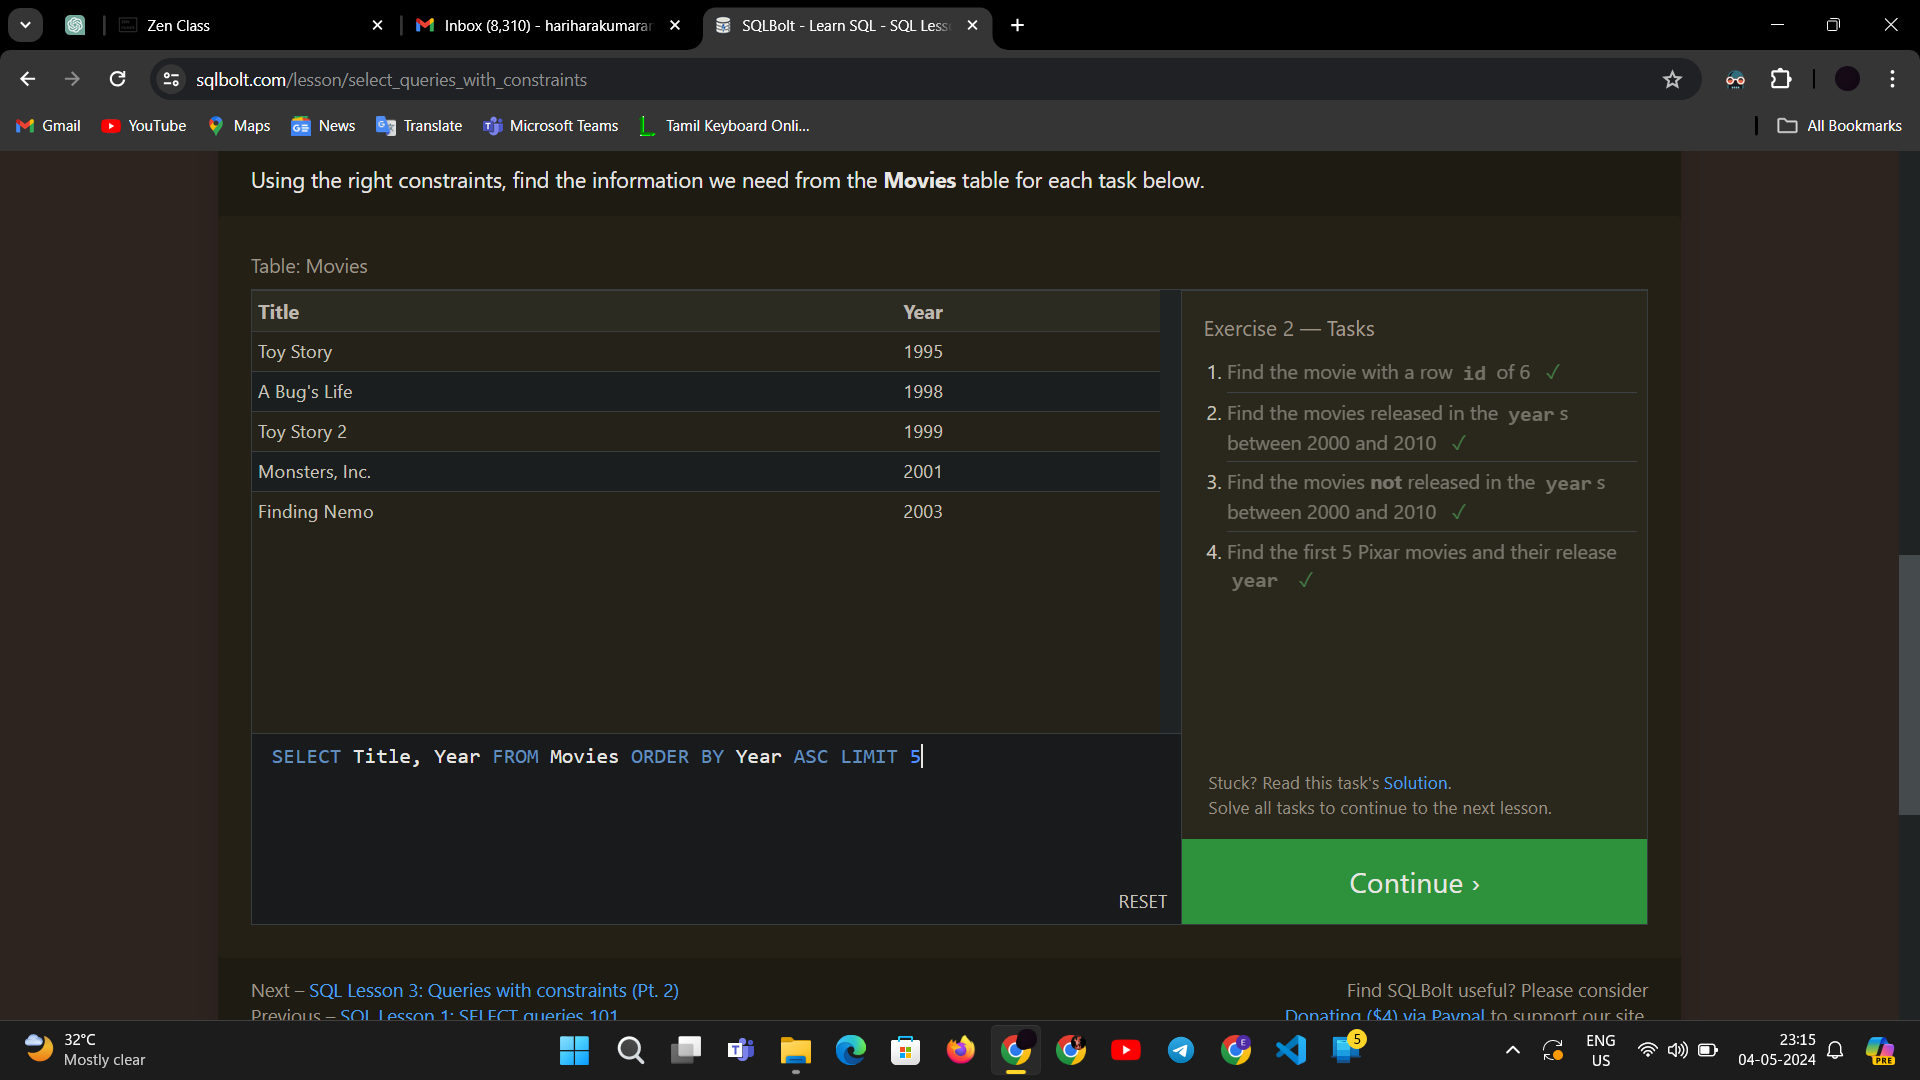 Zen Class
Inbox (8,310) - hariharakumarar
SQLBolt - Learn SQL - SQL Less
sqlbolt.com/lesson/select_queries_with_constraints
Gmail
YouTube
Maps
News
Translate
Microsoft Teams
Tamil Keyboard Onli...
All Bookmarks
Using the right constraints, find the information we need from the Movies table for each task below.
Table: Movies
Title Year
Toy Story 1995
A Bug's Life 1998
Toy Story 2 1999
Monsters, Inc. 2001
Finding Nemo 2003
Exercise 2 — Tasks
1. Find the movie with a row id of 6 ✓
2. Find the movies released in the year s
between 2000 and 2010 ✓
3. Find the movies not released in the year s
between 2000 and 2010 ✓
4. Find the first 5 Pixar movies and their release
year ✓
SELECT Title, Year FROM Movies ORDER BY Year ASC LIMIT 5
RESET
Stuck? Read this task's Solution.
Solve all tasks to continue to the next lesson.
Continue ›
Next – SQL Lesson 3: Queries with constraints (Pt. 2)
Previous – SQL Lesson 1: SELECT queries 101
Find SQLBolt useful? Please consider
Donating ($4) via Paypal to support our site.
32°C
Mostly clear
5
ENG
US
23:15
04-05-2024
PRE